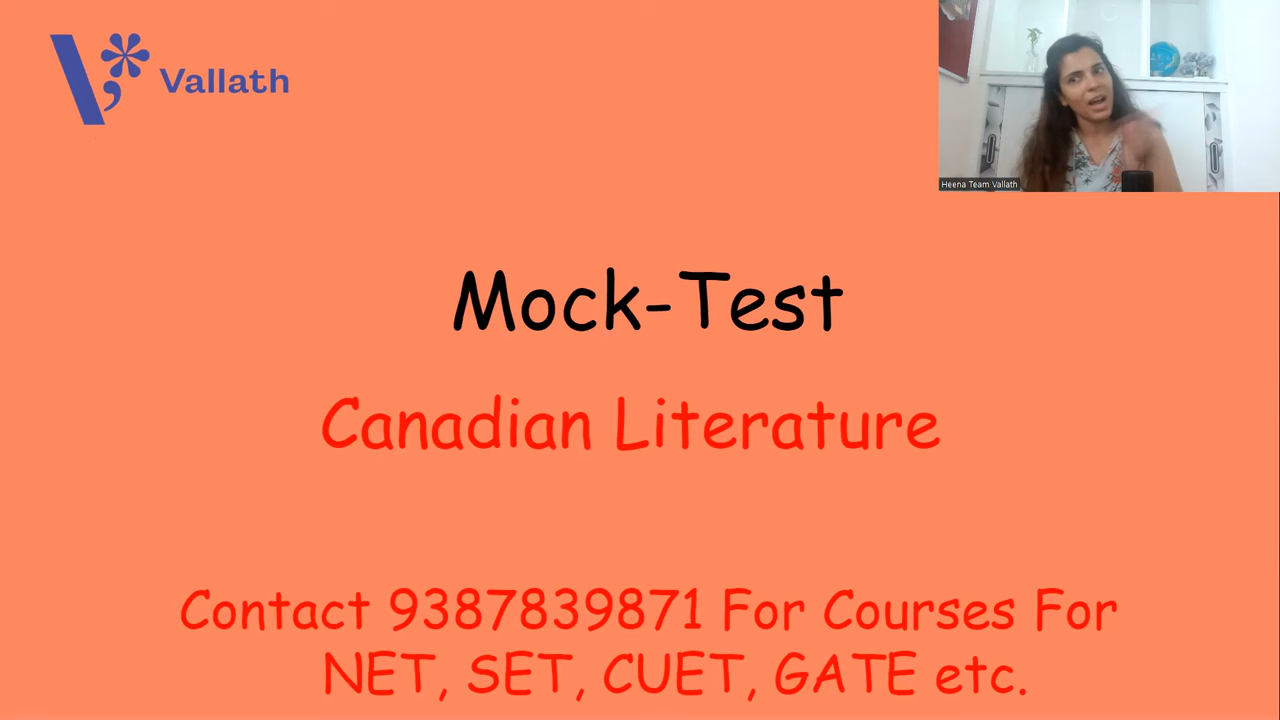 Vallath
Heena Team Vallath
Mock-Test
Canadian Literature
Contact 9387839871 For Courses For
NET, SET, CUET, GATE etc.